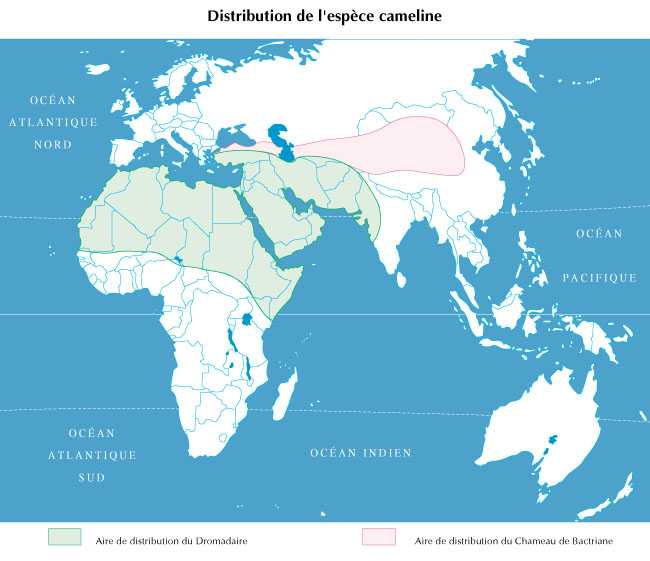 Distribution de l'espèce cameline
OCÉAN
ATLANTIQUE
NORD
OCÉAN
PACIFIQUE
OCÉAN
ATLANTIQUE
SUD
OCÉAN INDIEN
Aire de distribution du Dromadaire
Aire de distribution du Chameau de Bactriane